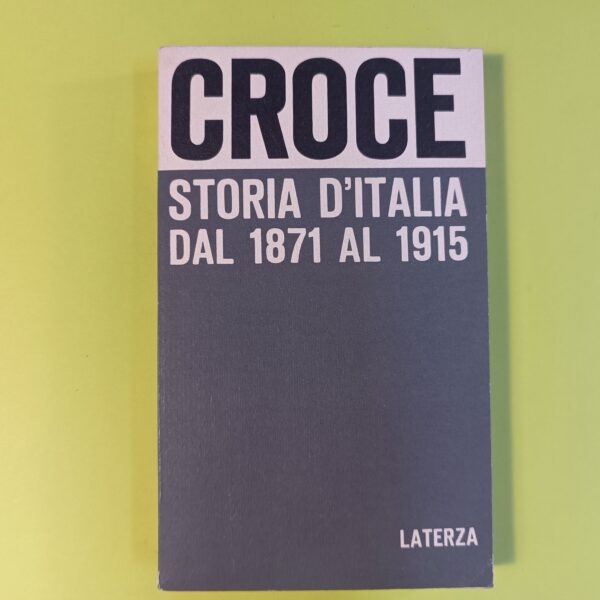 CROCE
STORIA D'ITALIA
DAL 1871 AL 1915
LATERZA